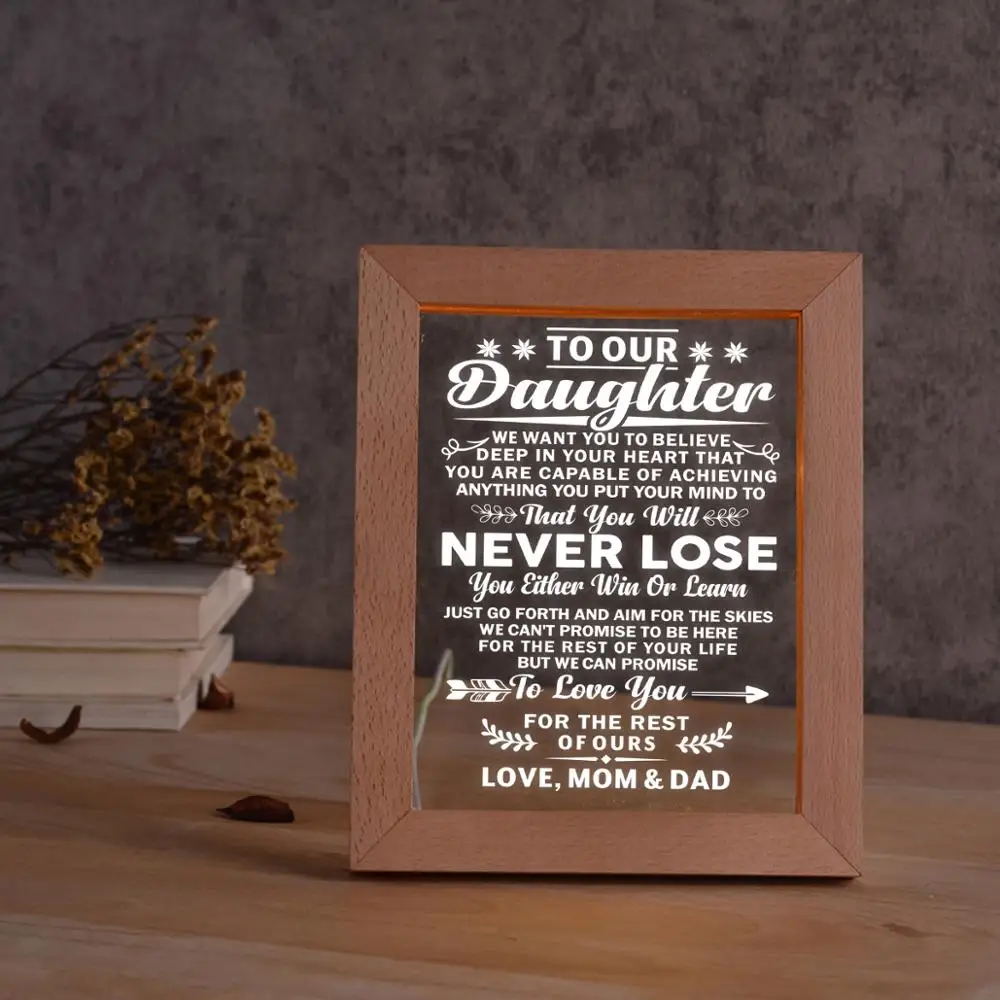 TO OUR
Daughter
WE WANT YOU TO BELIEVE
DEEP IN YOUR HEART THAT
YOU ARE CAPABLE OF ACHIEVING
ANYTHING YOU PUT YOUR MIND TO
That You Will
NEVER LOSE
You Either Win Or Learn
JUST GO FORTH AND AIM FOR THE SKIES
WE CAN'T PROMISE TO BE HERE
FOR THE REST OF YOUR LIFE
BUT WE CAN PROMISE
To Love You
FOR THE REST
OF OURS
LOVE, MOM & DAD